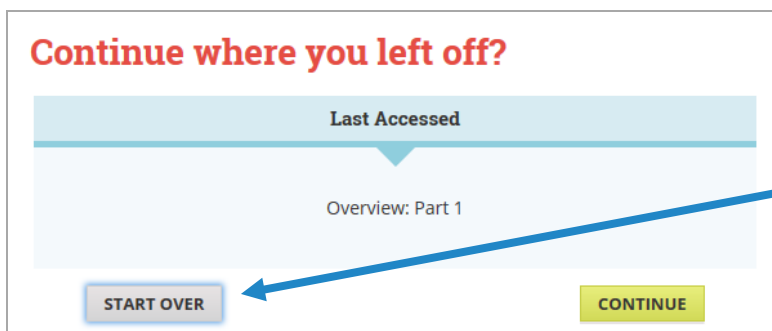 Continue where you left off?
Last Accessed
Overview: Part 1
START OVER
CONTINUE